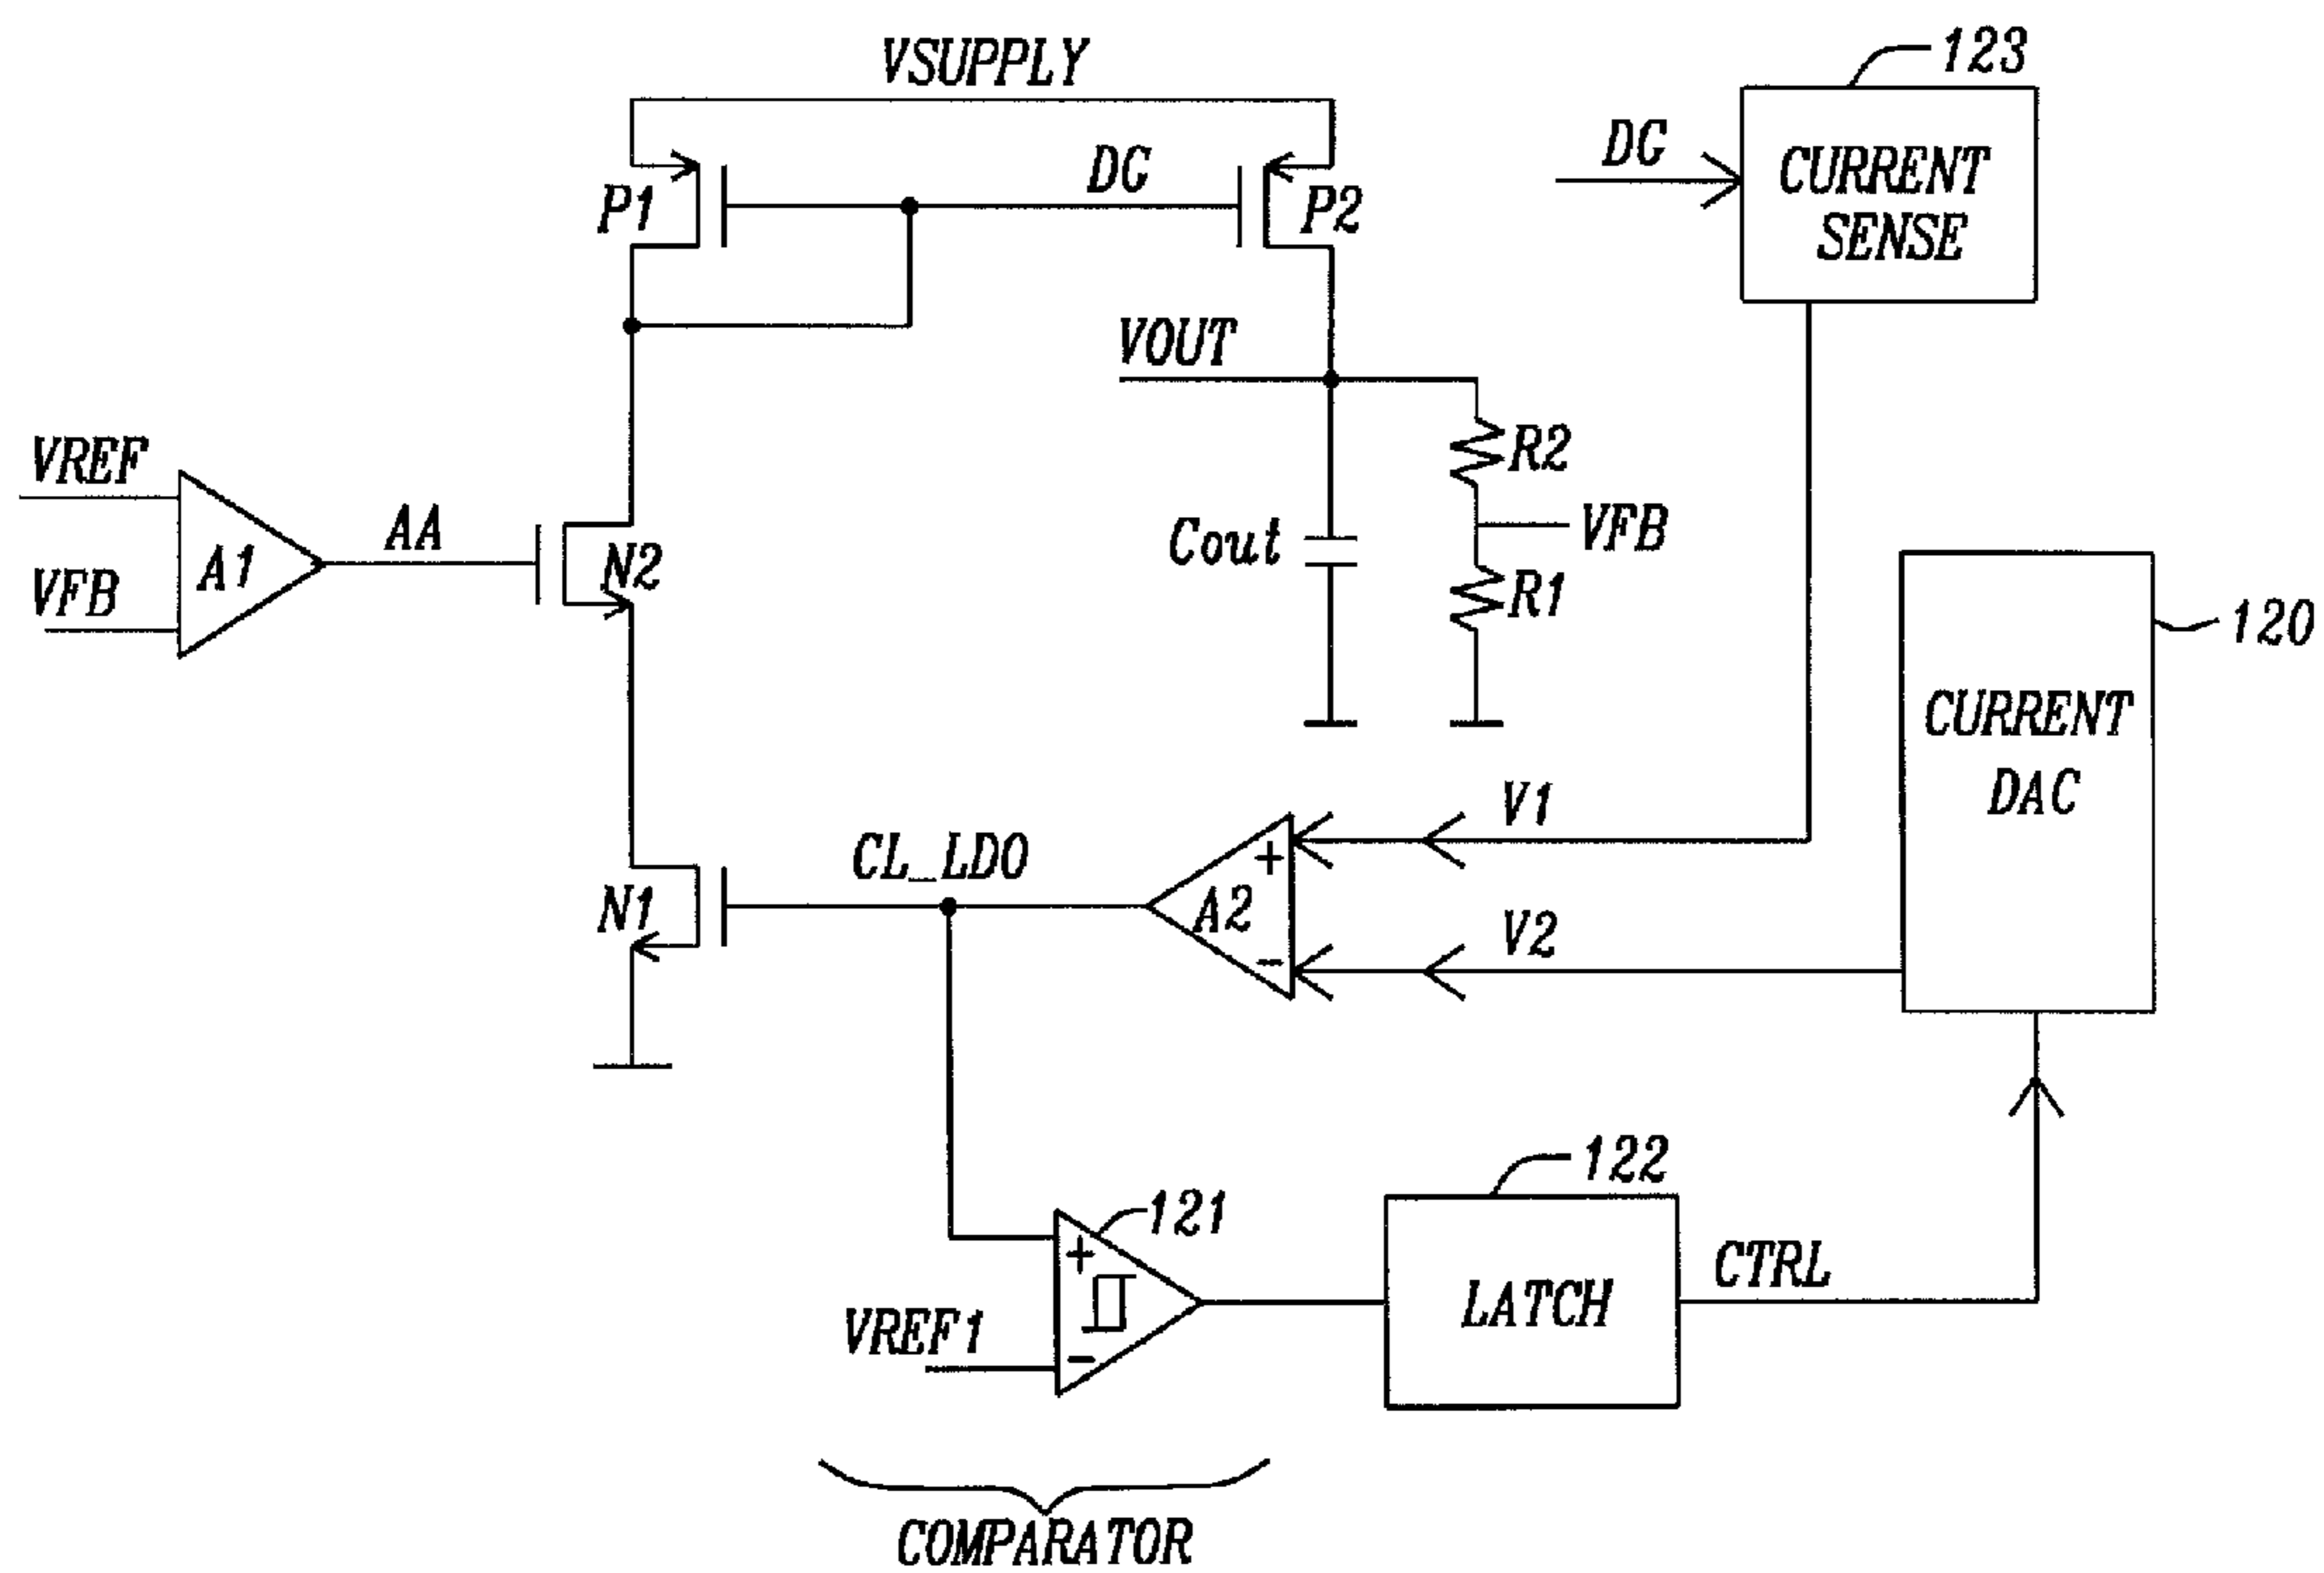 VSUPPLY
123
DG
CURRENT
SENSE
DG
P1
P2
VOUT
VREF
R2
AA
VFB
Cout
A1
N2
VFB
R1
120
CURRENT
DAC
V1
CL_LDO
+
N1
A2
V2
-
122
121
+
CTRL
LATCH
VREF1
-
COMPARATOR